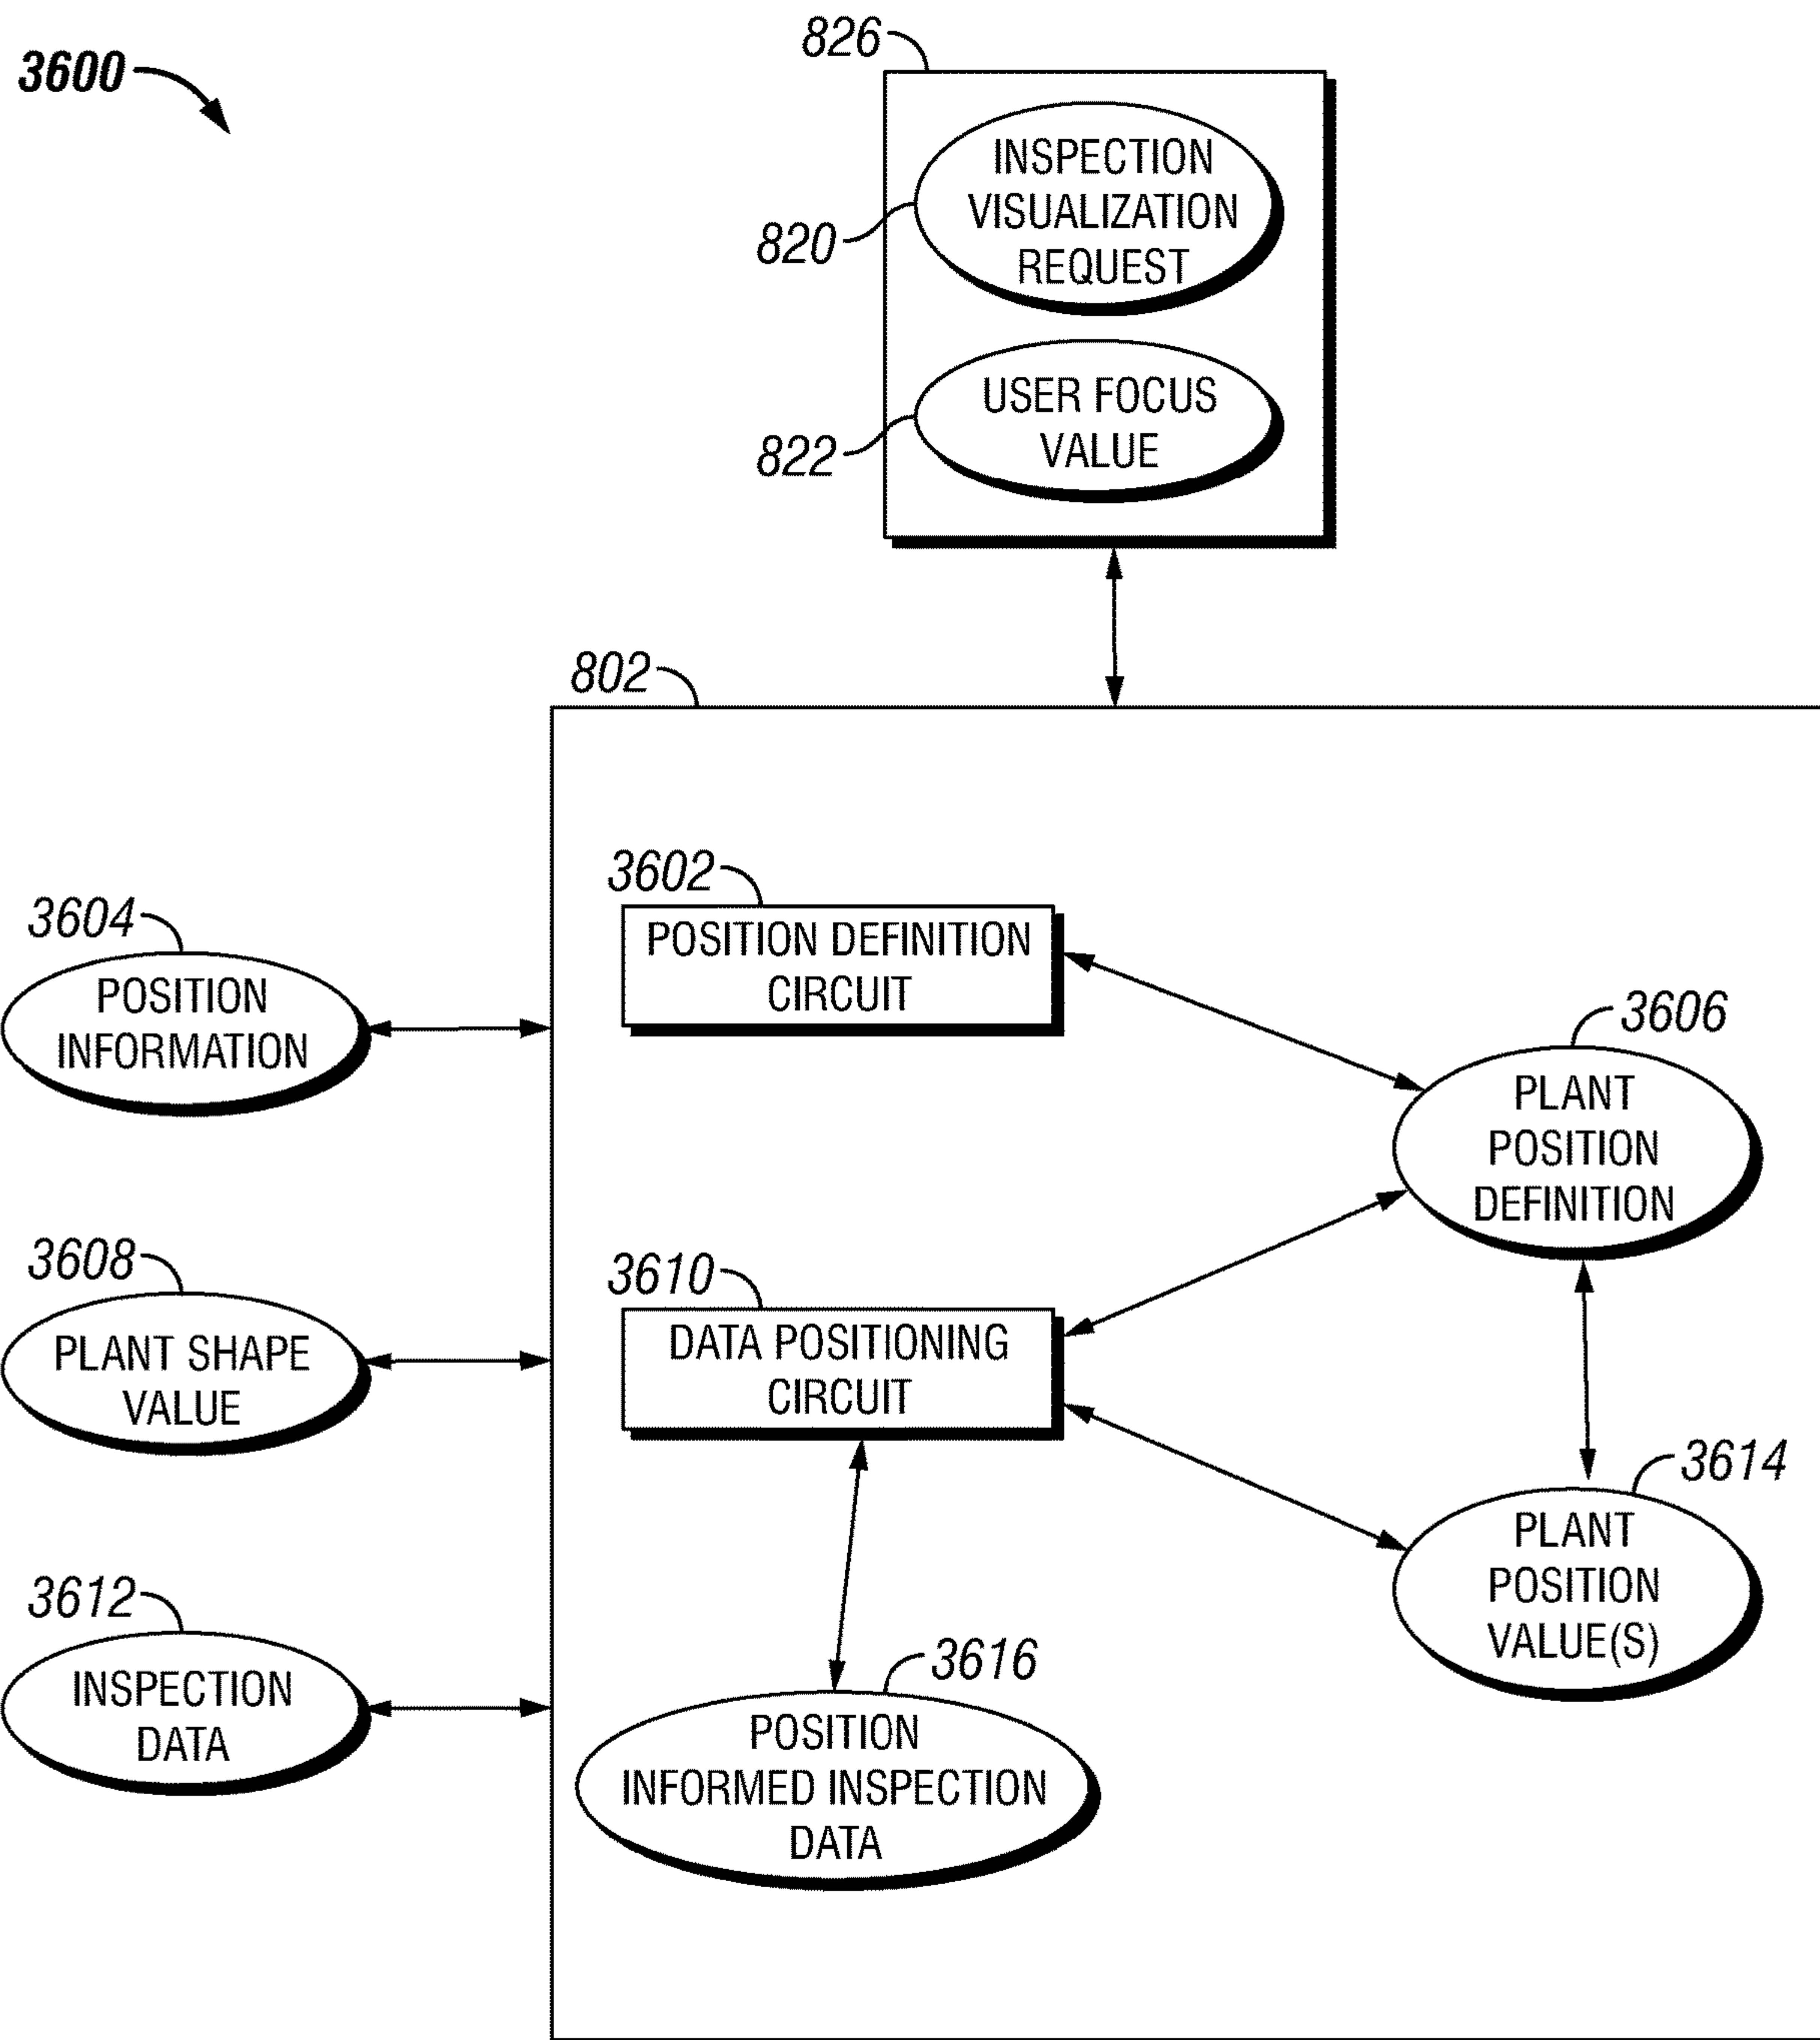 3600
826
INSPECTION
VISUALIZATION
REQUEST
820
USER FOCUS
VALUE
822
802
3602
POSITION DEFINITION
CIRCUIT
3604
POSITION
INFORMATION
3606
PLANT
POSITION
DEFINITION
3608
PLANT SHAPE
VALUE
3610
DATA POSITIONING
CIRCUIT
3614
PLANT
POSITION
VALUE(S)
3612
INSPECTION
DATA
3616
POSITION
INFORMED INSPECTION
DATA